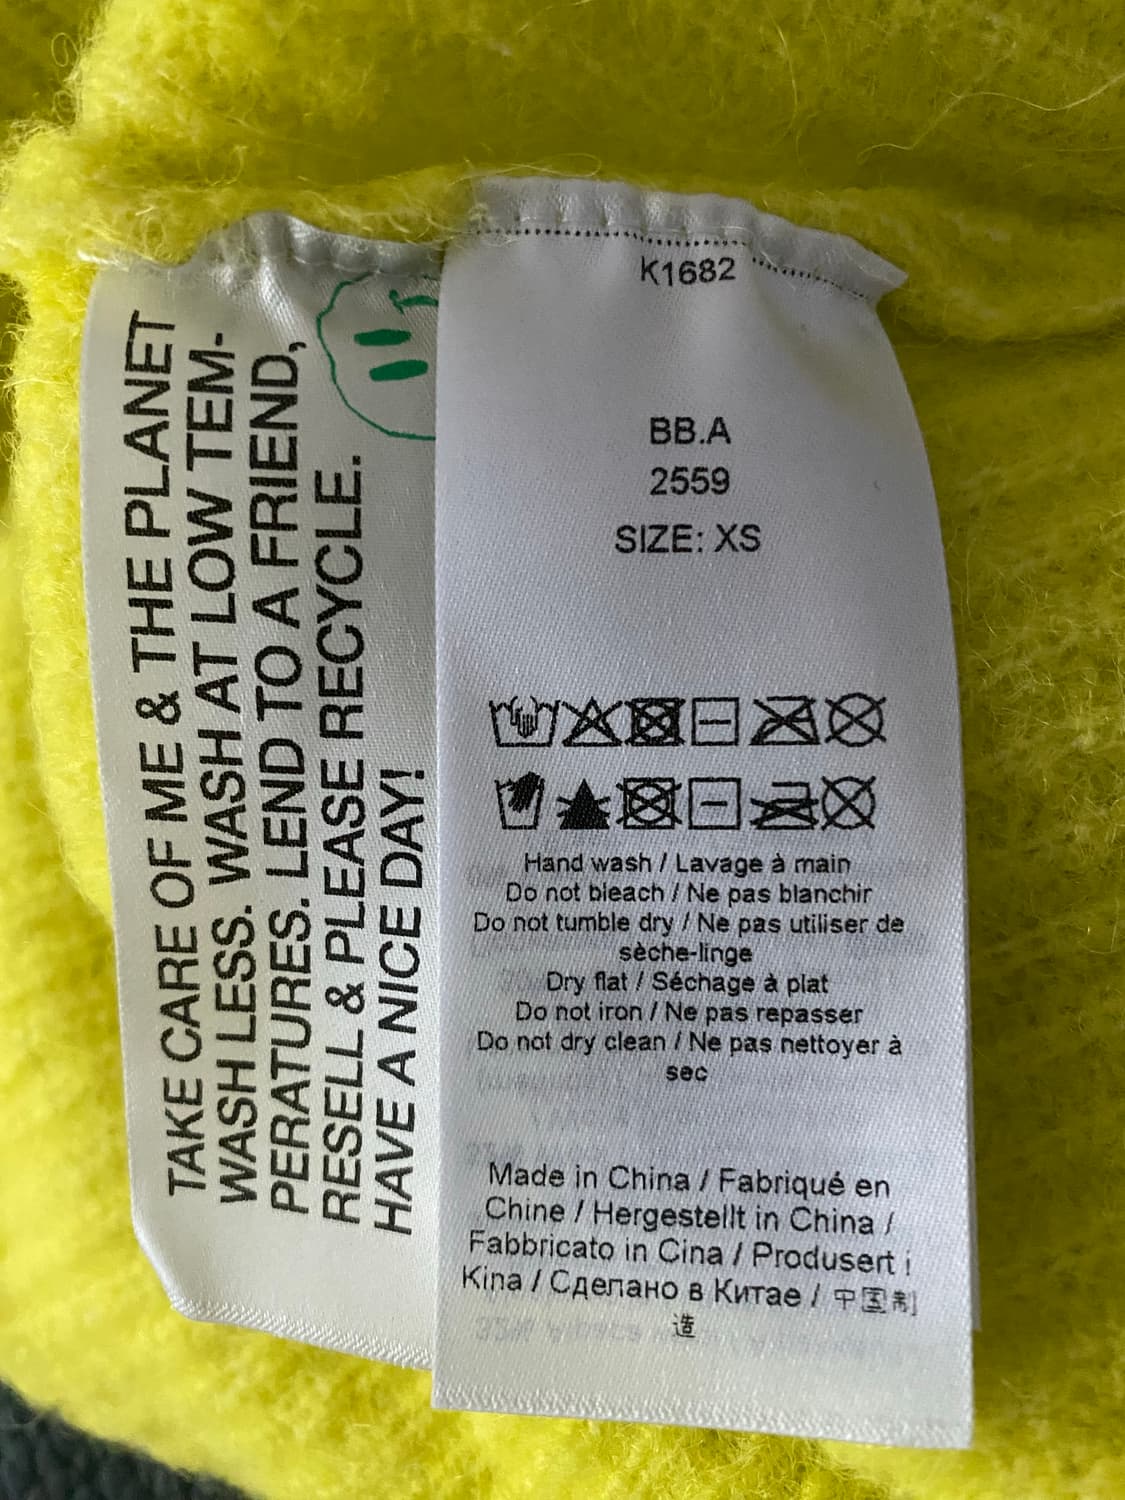 TAKE CARE OF ME & THE PLANET
WASH LESS. WASH AT LOW TEM-
PERATURES. LEND TO A FRIEND,
RESELL & PLEASE RECYCLE.
HAVE A NICE DAY!
K1682
BB.A
2559
SIZE: XS
Hand wash / Lavage à main
Do not bleach / Ne pas blanchir
Do not tumble dry / Ne pas utiliser de
sèche-linge
Dry flat / Séchage à plat
Do not iron / Ne pas repasser
Do not dry clean / Ne pas nettoyer à
sec
Made in China / Fabriqué en
Chine / Hergestellt in China /
Fabbricato in Cina / Produsert i
Kina / Сделано в Китае / 中国制
造